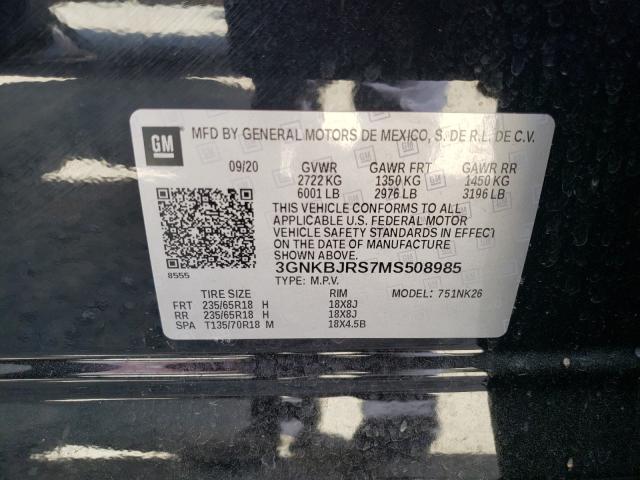 GM MFD BY GENERAL MOTORS DE MEXICO, S. DE R.L. DE C.V.
09/20 GVWR GAWR FRT GAWR RR
2722 KG 1350 KG 1450 KG
6001 LB 2976 LB 3196 LB
THIS VEHICLE CONFORMS TO ALL
APPLICABLE U.S. FEDERAL MOTOR
VEHICLE SAFETY STANDARDS IN EFFECT
ON THE DATE OF MANUFACTURE
3GNKBJRS7MS508985
8555
TYPE: M.P.V.
TIRE SIZE RIM MODEL: 751NK26
FRT 235/65R18 H 18X8J
RR 235/65R18 H 18X8J
SPA T135/70R18 M 18X4.5B